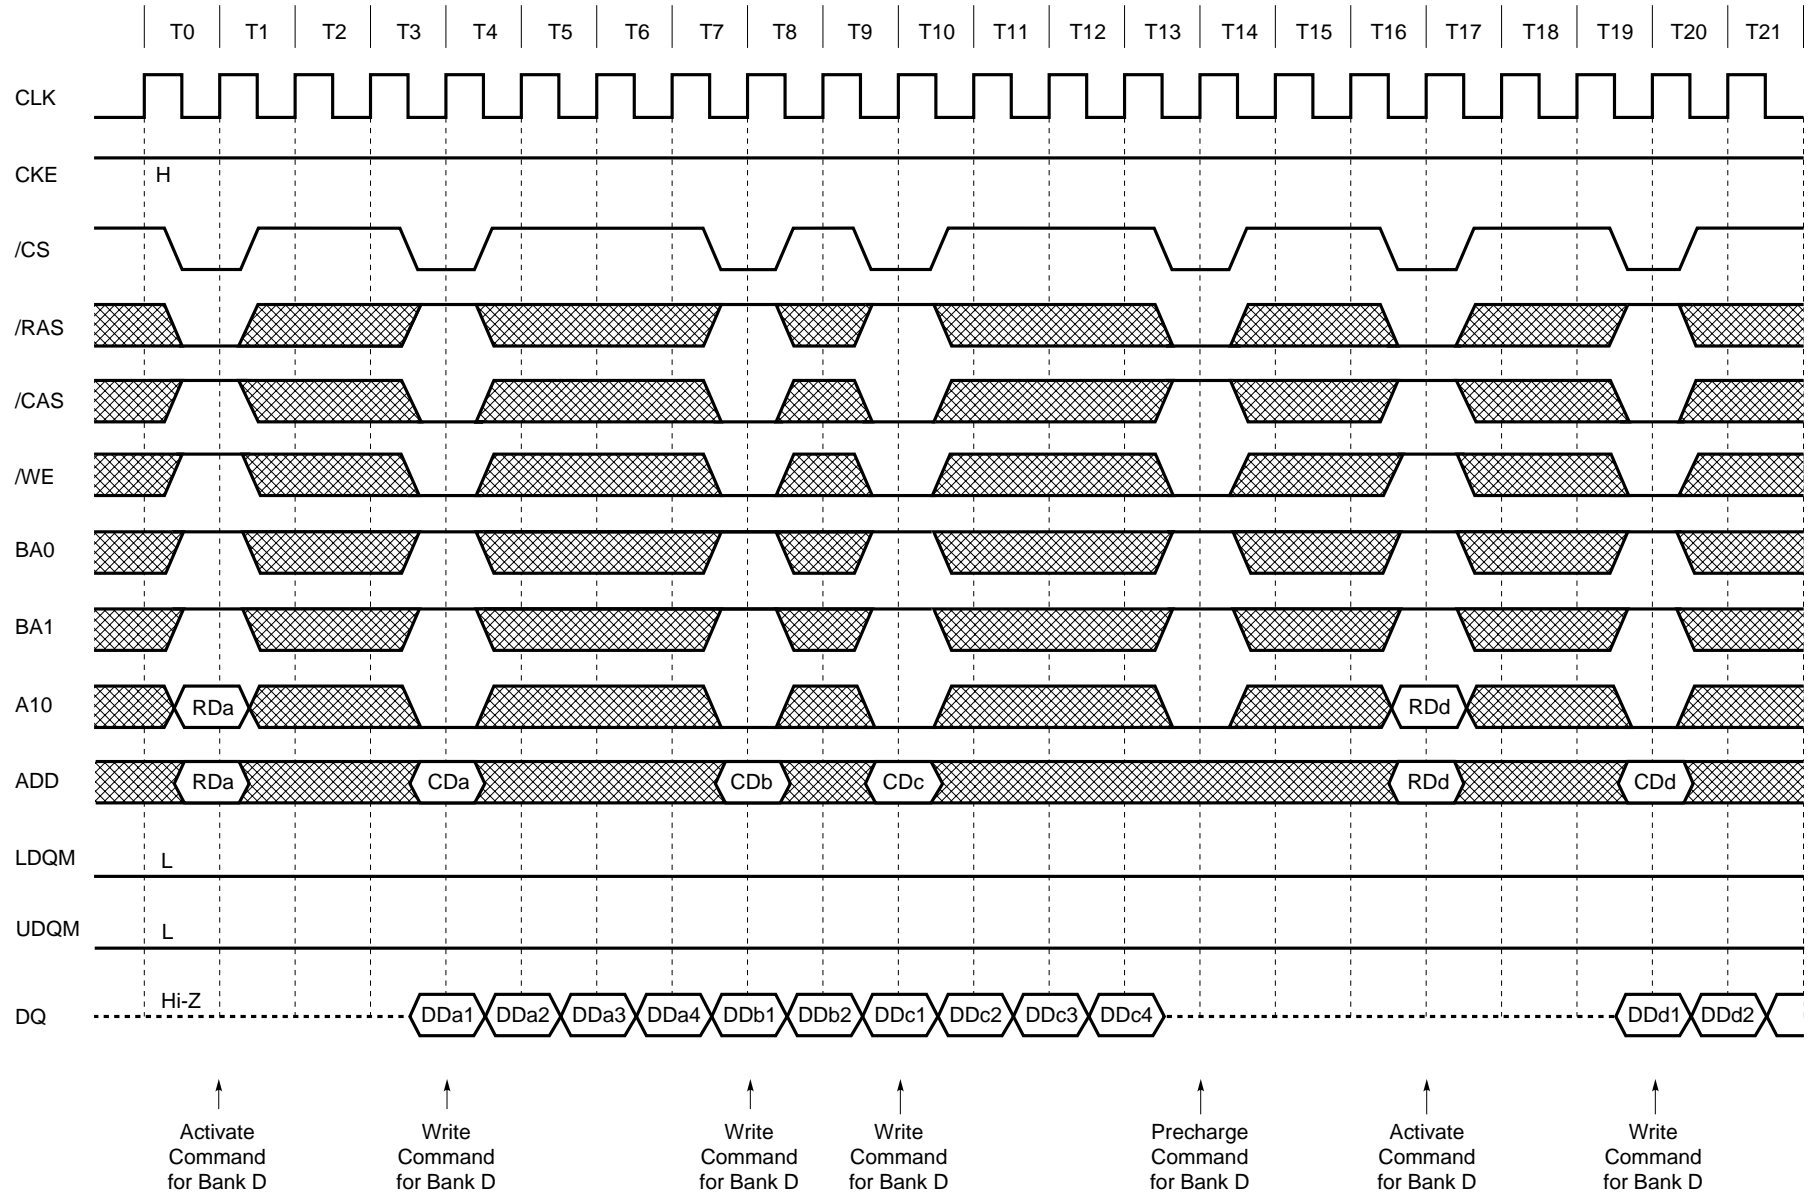 T0 T1 T2 T3 T4 T5 T6 T7 T8 T9 T10 T11 T12 T13 T14 T15 T16 T17 T18 T19 T20 T21
CLK
CKE H
/CS
/RAS
/CAS
/WE
BA0
BA1
A10 RDa RDd
ADD RDa CDa CDb CDc RDd CDd
LDQM L
UDQM L
DQ Hi-Z DDa1 DDa2 DDa3 DDa4 DDb1 DDb2 DDc1 DDc2 DDc3 DDc4 DDd1 DDd2
Activate Write Write Write Precharge Activate Write
Command Command Command Command Command Command Command
for Bank D for Bank D for Bank D for Bank D for Bank D for Bank D for Bank D